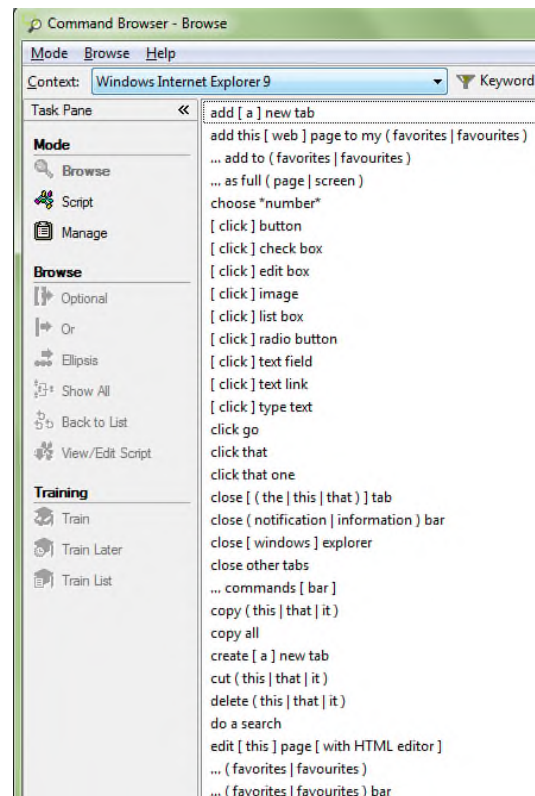 Command Browser - Browse
Mode Browse Help
Context: Windows Internet Explorer 9 Keyword
Task Pane «
Mode
Browse
Script
Manage
Browse
Optional
Or
Ellipsis
Show All
Back to List
View/Edit Script
Training
Train
Train Later
Train List
add [ a ] new tab
add this [ web ] page to my ( favorites | favourites )
... add to ( favorites | favourites )
... as full ( page | screen )
choose *number*
[ click ] button
[ click ] check box
[ click ] edit box
[ click ] image
[ click ] list box
[ click ] radio button
[ click ] text field
[ click ] text link
[ click ] type text
click go
click that
click that one
close [ ( the | this | that ) ] tab
close ( notification | information ) bar
close [ windows ] explorer
close other tabs
... commands [ bar ]
copy ( this | that | it )
copy all
create [ a ] new tab
cut ( this | that | it )
delete ( this | that | it )
do a search
edit [ this ] page [ with HTML editor ]
... ( favorites | favourites )
... ( favorites | favourites ) bar